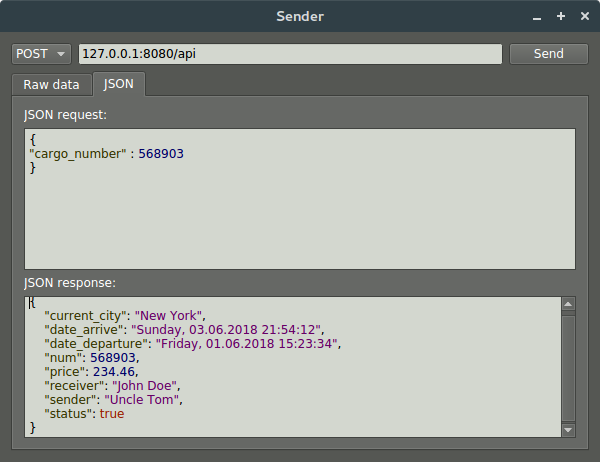 Sender
POST 127.0.0.1:8080/api Send
Raw data JSON
JSON request:
{
"cargo_number" : 568903
}
JSON response:
{
"current_city": "New York",
"date_arrive": "Sunday, 03.06.2018 21:54:12",
"date_departure": "Friday, 01.06.2018 15:23:34",
"num": 568903,
"price": 234.46,
"receiver": "John Doe",
"sender": "Uncle Tom",
"status": true
}